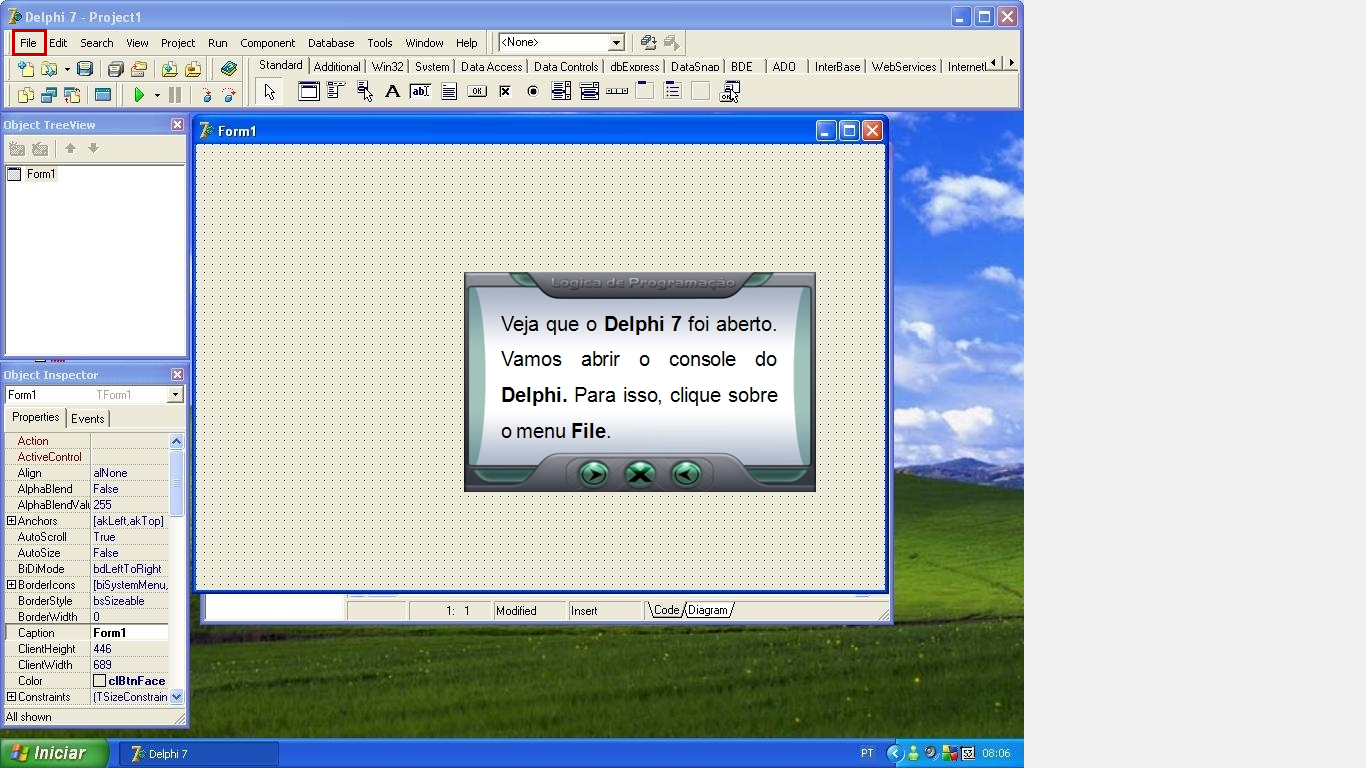 Delphi 7 - Project1
File Edit Search View Project Run Component Database Tools Window Help <None>
Standard Additional Win32 System Data Access Data Controls dbExpress DataSnap BDE ADO InterBase WebServices Internet
Object TreeView
Form1
Form1
Lógica de Programação
Veja que o Delphi 7 foi aberto.
Vamos abrir o console do
Delphi. Para isso, clique sobre
o menu File.
Object Inspector
Form1 TForm1
Properties Events
Action
ActiveControl
Align alNone
AlphaBlend False
AlphaBlendValu 255
Anchors [akLeft,akTop]
AutoScroll True
AutoSize False
BiDiMode bdLeftToRight
BorderIcons [biSystemMenu,
BorderStyle bsSizeable
BorderWidth 0
Caption Form1
ClientHeight 446
ClientWidth 689
Color clBtnFace
Constraints (TSizeConstrain
All shown
1: 1 Modified Insert Code Diagram
Iniciar Delphi 7 PT 08:06